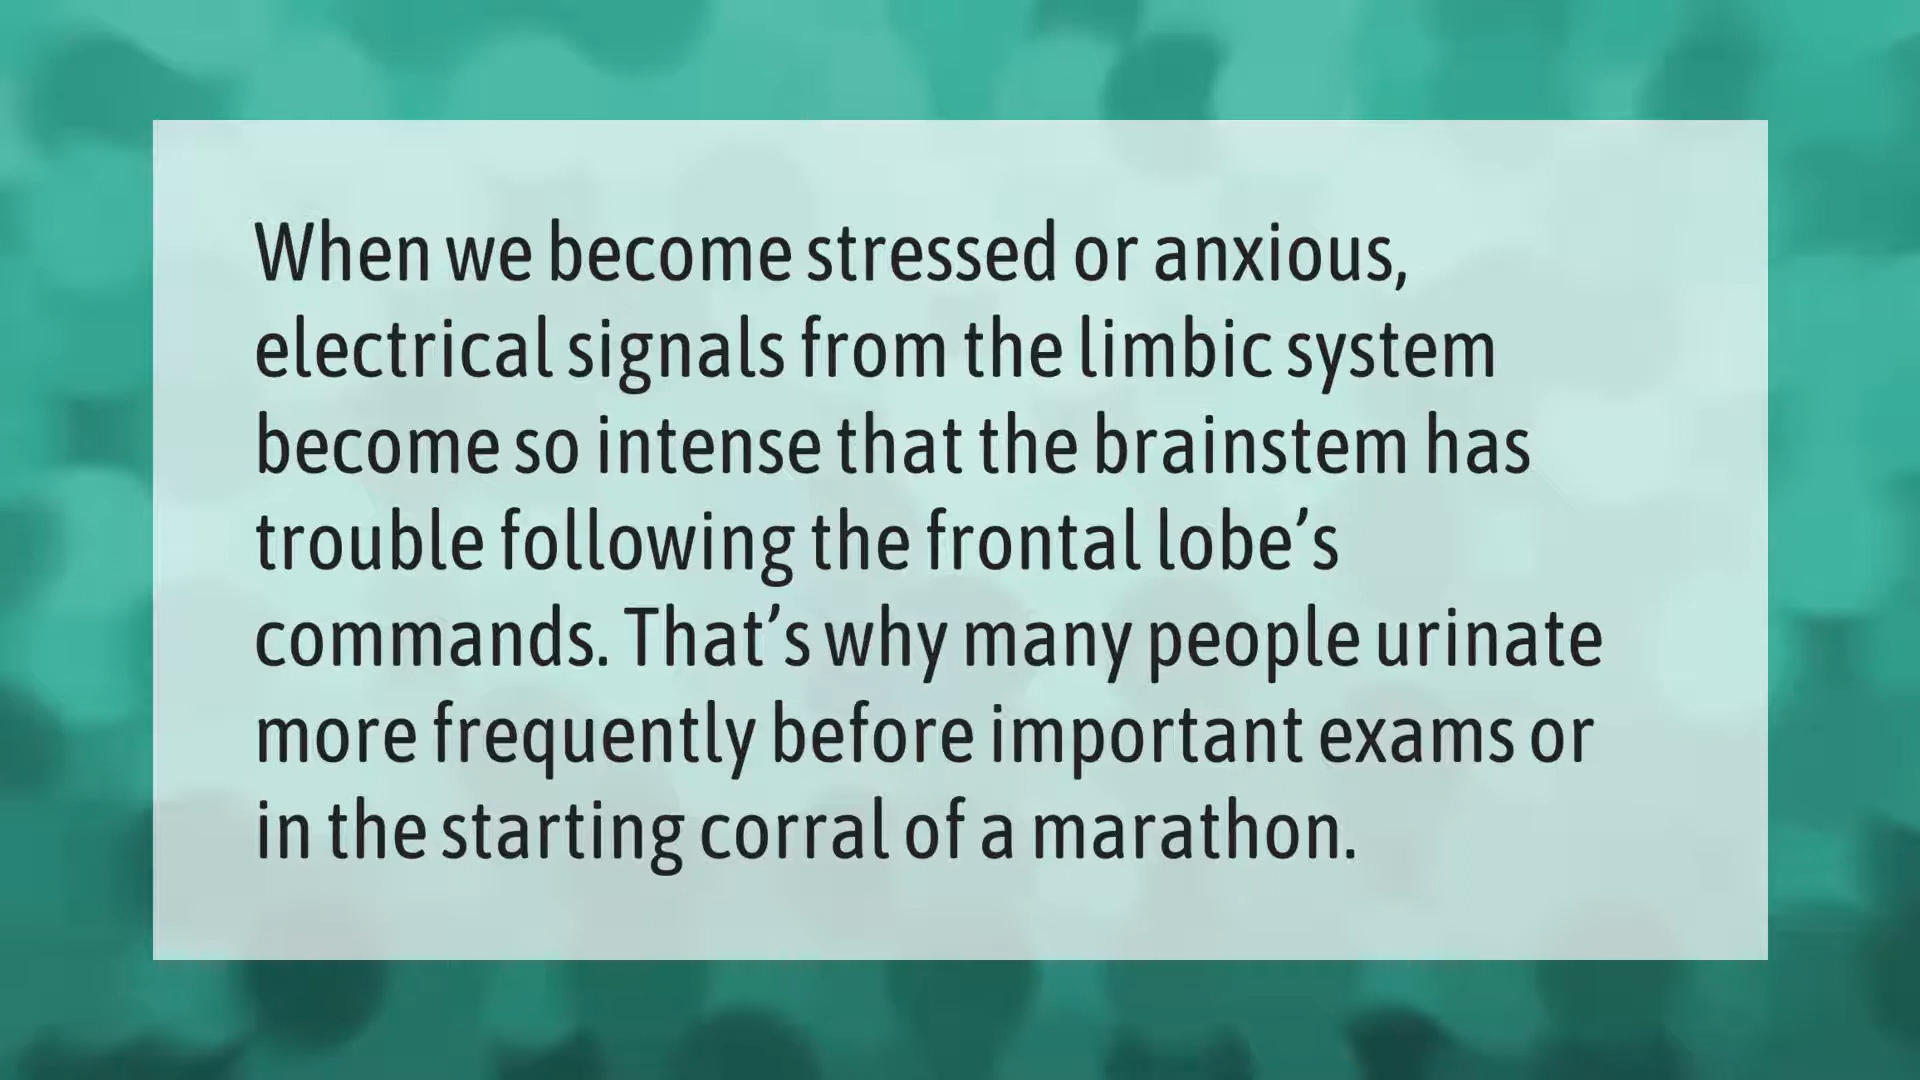 When we become stressed or anxious,
electrical signals from the limbic system
become so intense that the brainstem has
trouble following the frontal lobe’s
commands. That’s why many people urinate
more frequently before important exams or
in the starting corral of a marathon.